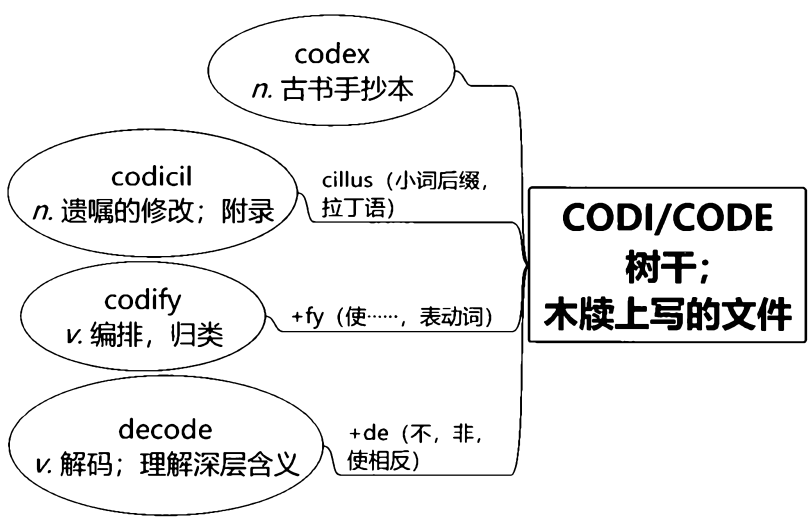 codex
n. 古书手抄本
codicil
n. 遗嘱的修改；附录
cillus（小词后缀，
拉丁语）
codify
v. 编排，归类
+fy（使……，表动词）
decode
v. 解码；理解深层含义
+de（不，非，
使相反）
CODI/CODE
树干；
木牍上写的文件